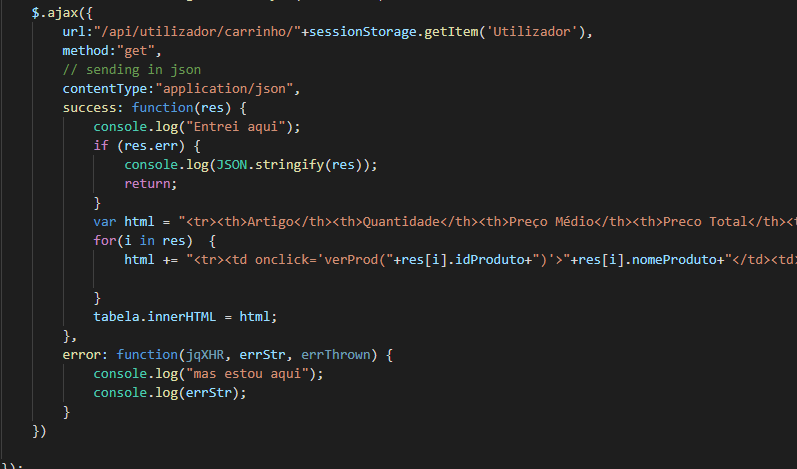 $.ajax({
url:"/api/utilizador/carrinho/"+sessionStorage.getItem('Utilizador'),
method:"get",
// sending in json
contentType:"application/json",
success: function(res) {
console.log("Entrei aqui");
if (res.err) {
console.log(JSON.stringify(res));
return;
}
var html = "<tr><th>Artigo</th><th>Quantidade</th><th>Preço Médio</th><th>Preco Total</th><t
for(i in res)  {
html += "<tr><td onclick='verProd("+res[i].idProduto+")'>"+res[i].nomeProduto+"</td><td>
}
tabela.innerHTML = html;
},
error: function(jqXHR, errStr, errThrown) {
console.log("mas estou aqui");
console.log(errStr);
}
})
});